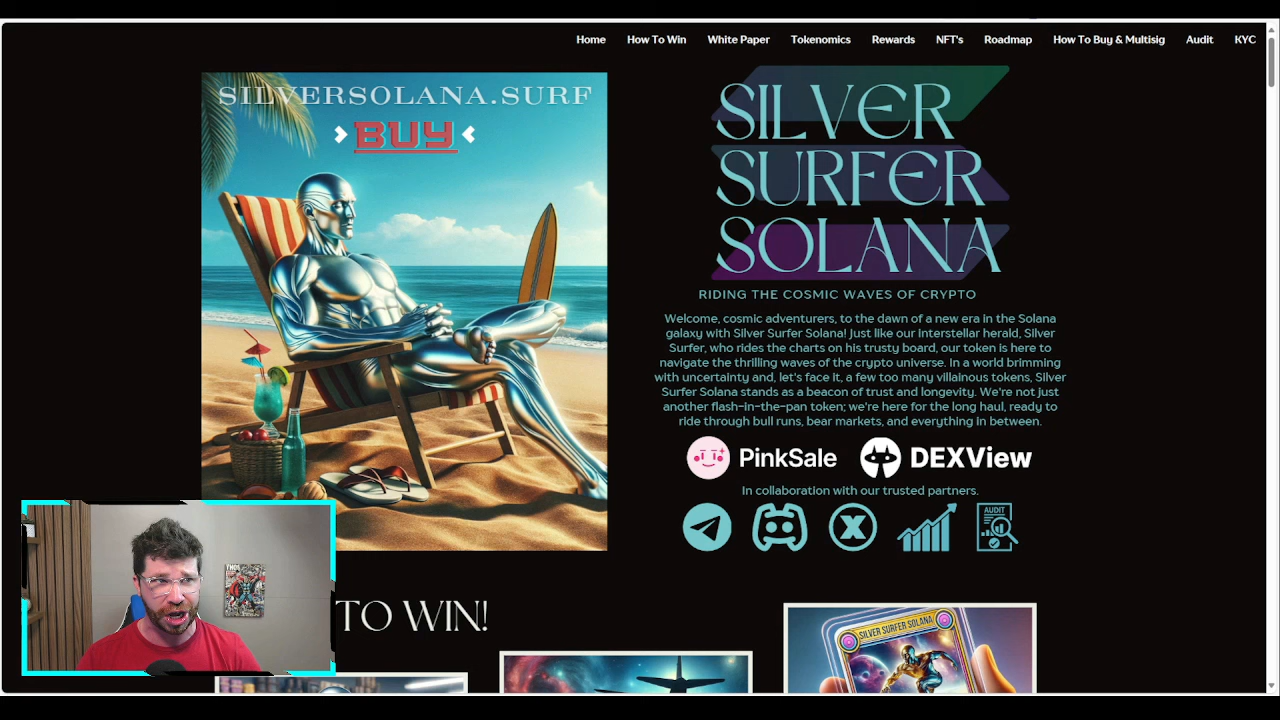 Home How To Win White Paper Tokenomics Rewards NFT's Roadmap How To Buy & Multisig Audit KYC
SILVERSOLANA.SURF
BUY
SILVER
SURFER
SOLANA
RIDING THE COSMIC WAVES OF CRYPTO
Welcome, cosmic adventurers, to the dawn of a new era in the Solana
galaxy with Silver Surfer Solana! Just like our interstellar herald, Silver
Surfer, who rides the charts on his trusty board, our token is here to
navigate the thrilling waves of the crypto universe. In a world brimming
with uncertainty and, let's face it, a few too many villainous tokens, Silver
Surfer Solana stands as a beacon of trust and longevity. We're not just
another flash-in-the-pan token; we're here for the long haul, ready to
ride through bull runs, bear markets, and everything in between.
PinkSale DEXView
In collaboration with our trusted partners.
AUDIT
TO WIN!
SILVER SURFER SOLANA